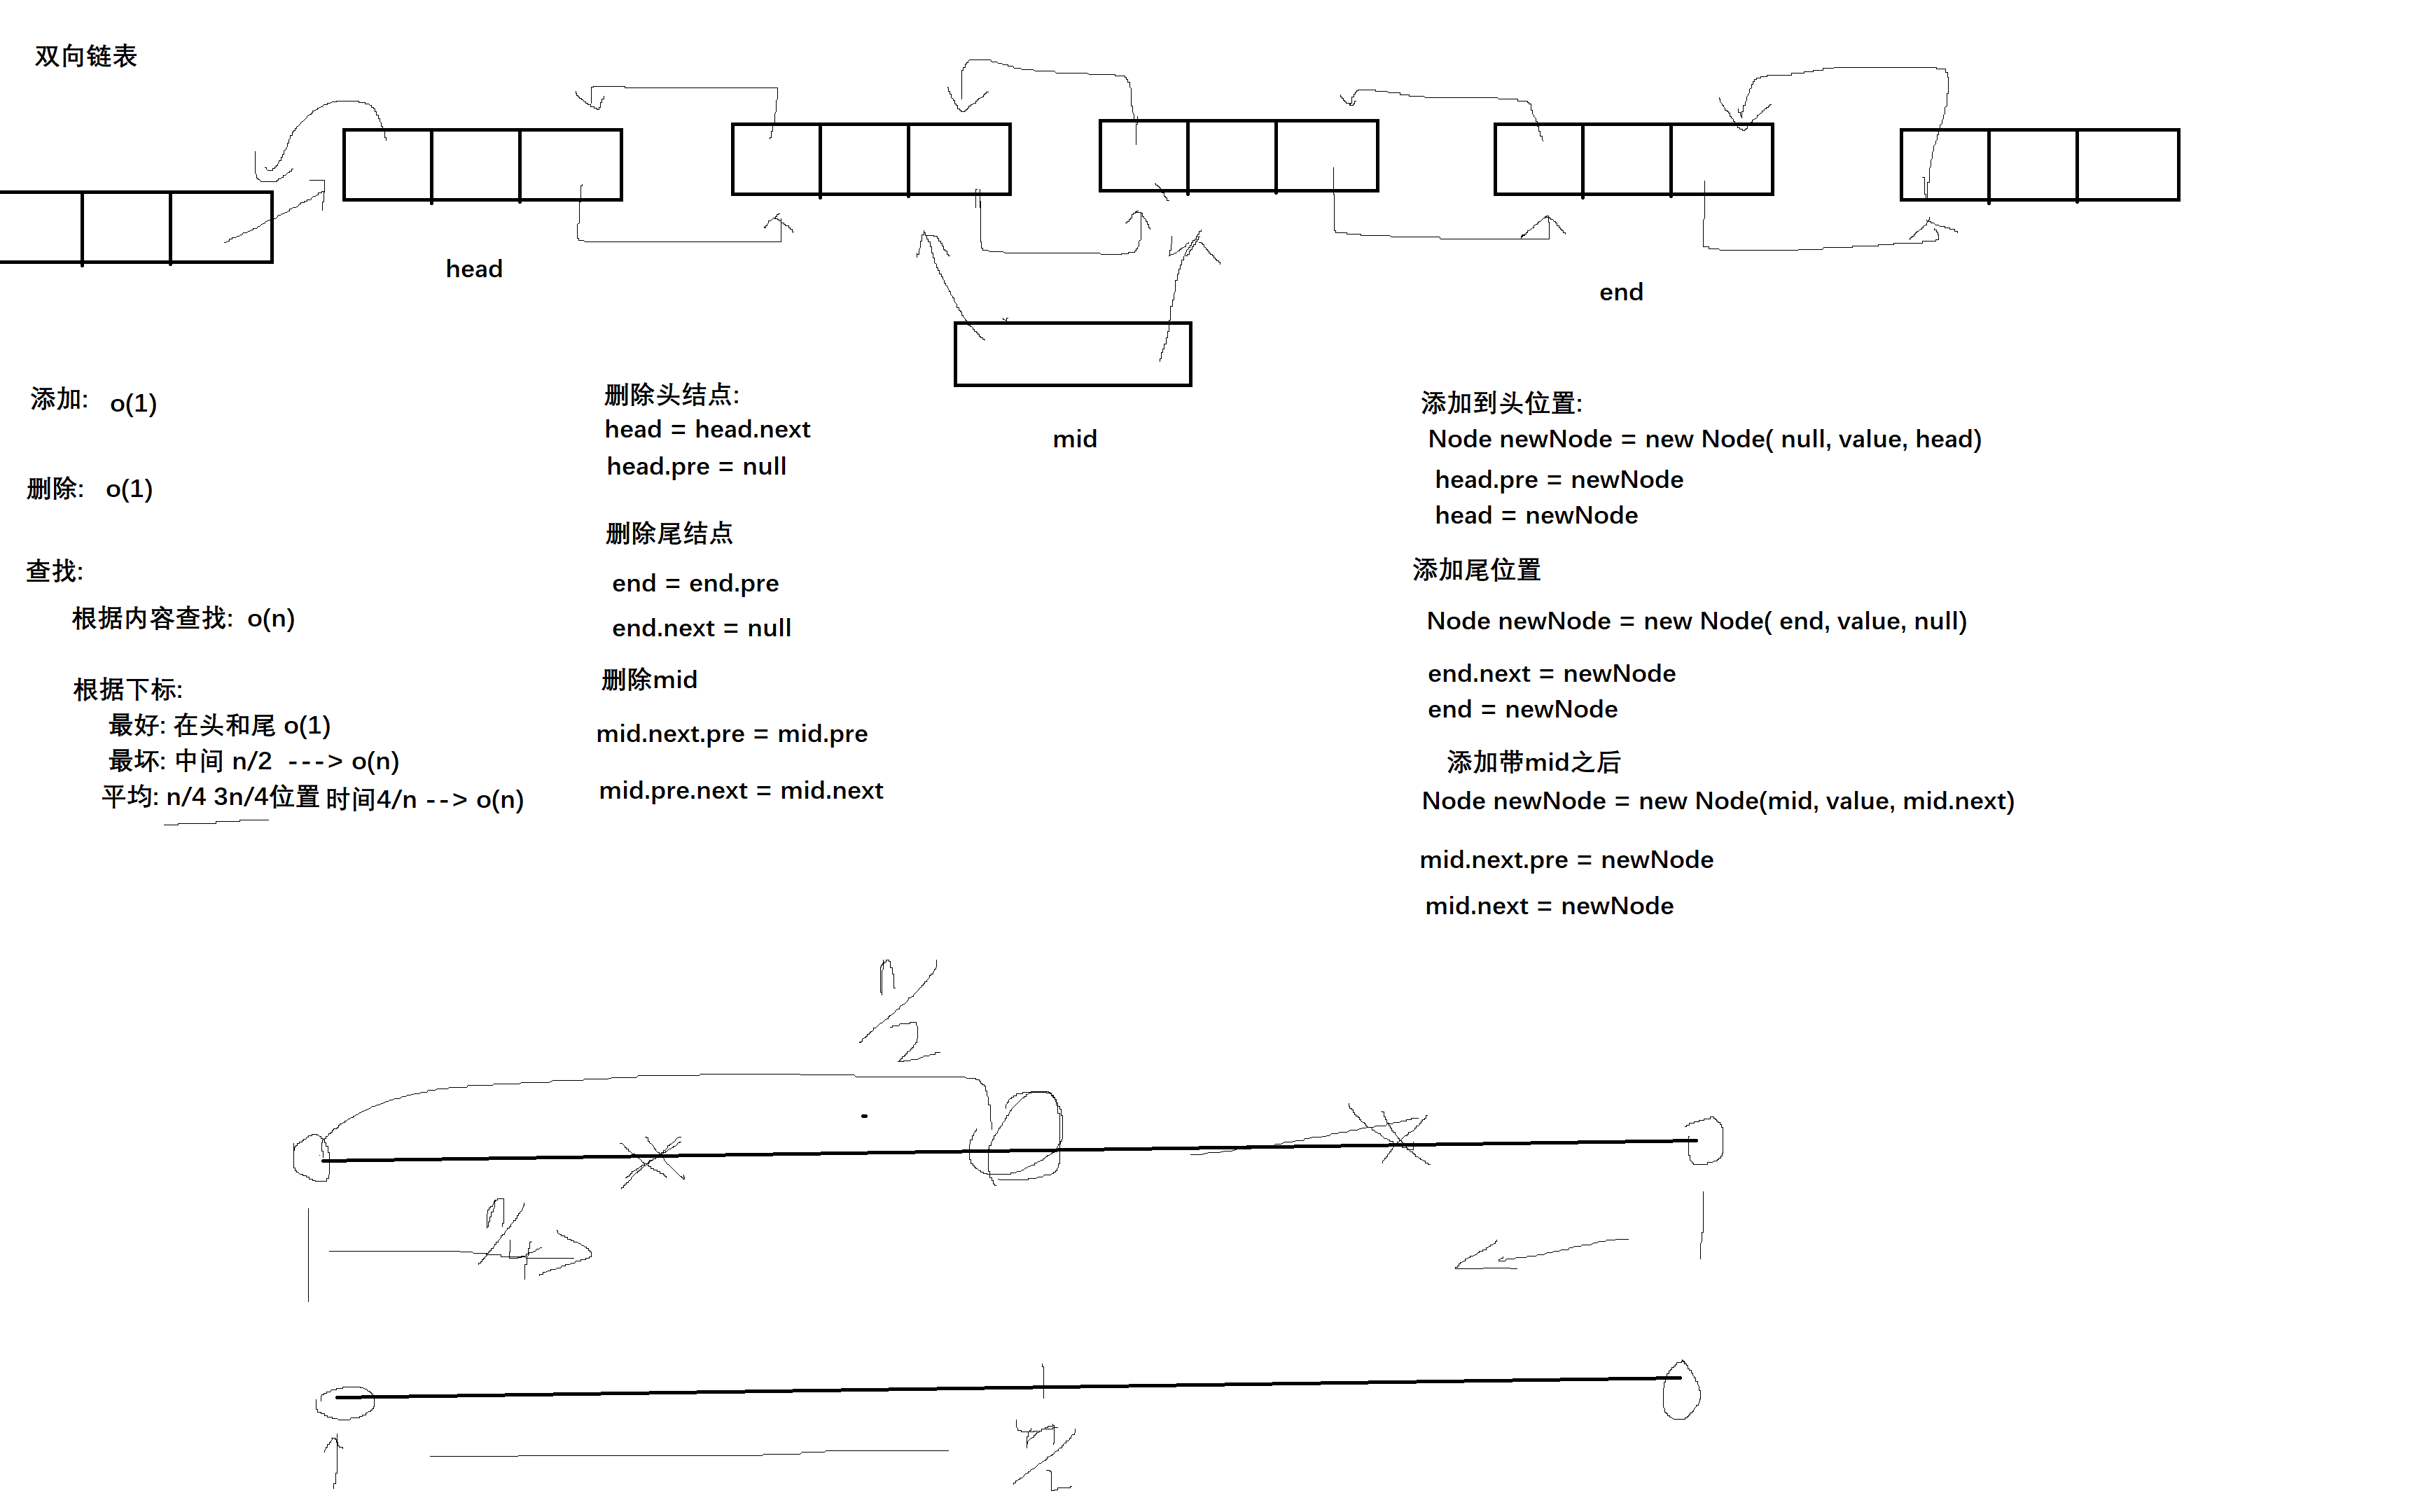 双向链表
head
end
mid
添加: o(1)
删除: o(1)
查找:
根据内容查找: o(n)
根据下标:
最好: 在头和尾 o(1)
最坏: 中间 n/2 ---> o(n)
平均: n/4 3n/4位置 时间4/n --> o(n)
删除头结点:
head = head.next
head.pre = null
删除尾结点
end = end.pre
end.next = null
删除mid
mid.next.pre = mid.pre
mid.pre.next = mid.next
添加到头位置:
Node newNode = new Node( null, value, head)
head.pre = newNode
head = newNode
添加尾位置
Node newNode = new Node( end, value, null)
end.next = newNode
end = newNode
添加带mid之后
Node newNode = new Node(mid, value, mid.next)
mid.next.pre = newNode
mid.next = newNode
n/2
n/4
n/2